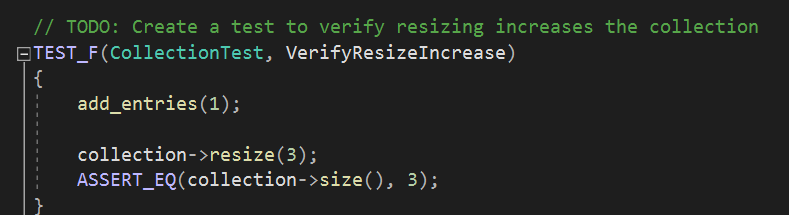 // TODO: Create a test to verify resizing increases the collection
TEST_F(CollectionTest, VerifyResizeIncrease)
{
    add_entries(1);

    collection->resize(3);
    ASSERT_EQ(collection->size(), 3);
}